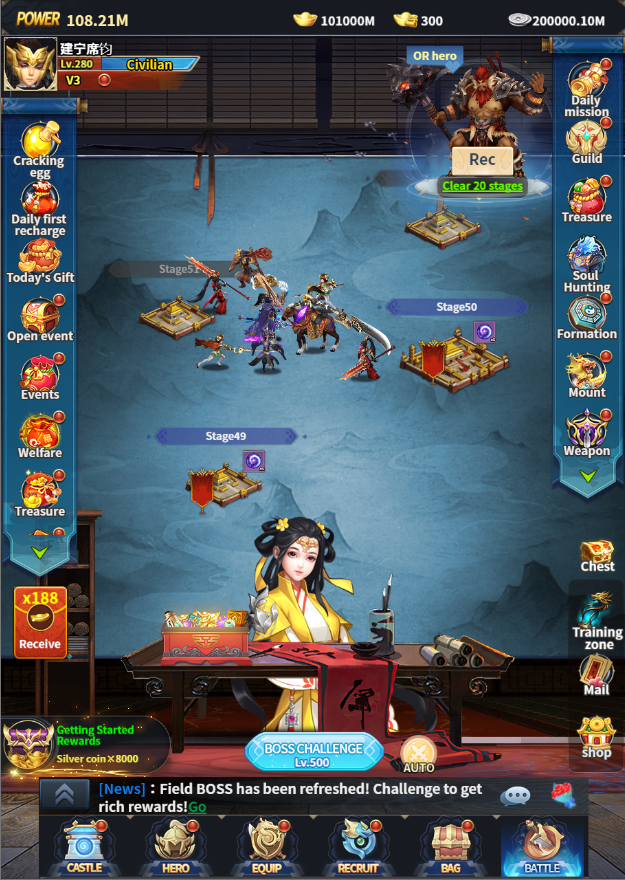 POWER 108.21M
101000M
300
200000.10M
建宁席钧
Lv.280
Civilian
V3
OR hero
Rec
Clear 20 stages
Cracking
egg
Daily first
recharge
Today's Gift
Open event
Events
Welfare
Treasure
x188
Receive
Daily
mission
Guild
Treasure
Soul
Hunting
Formation
Mount
Weapon
Chest
Training
zone
Mail
shop
Stage51
Stage50
Stage49
Getting Started
Rewards
Silver coin×8000
BOSS CHALLENGE
Lv.500
AUTO
[News]：Field BOSS has been refreshed! Challenge to get
rich rewards!Go
CASTLE
HERO
EQUIP
RECRUIT
BAG
BATTLE